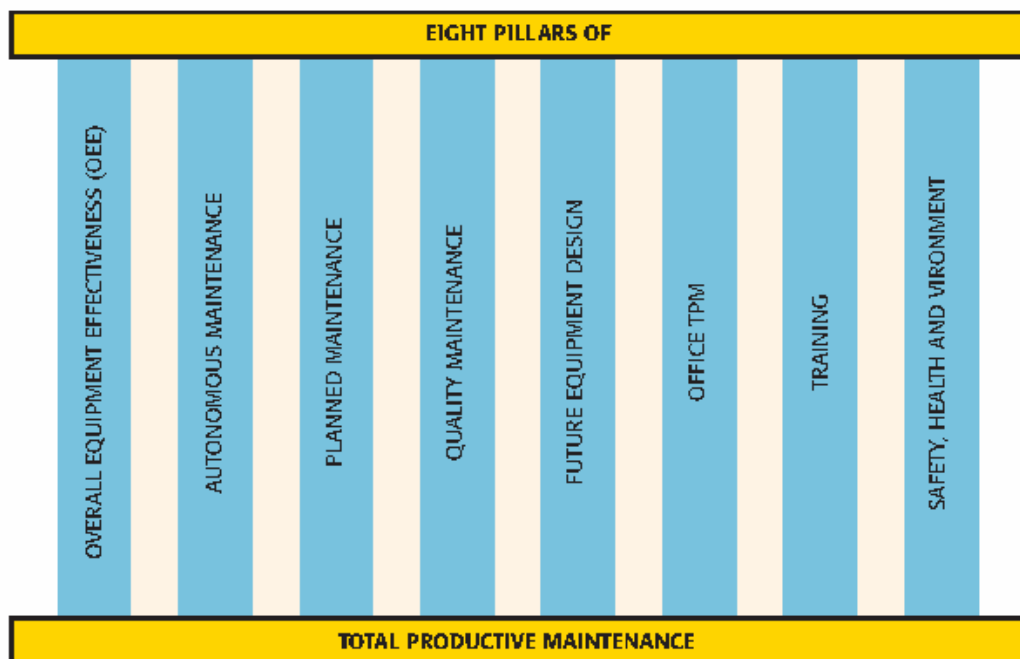 EIGHT PILLARS OF
OVERALL EQUIPMENT EFFECTIVENESS (OEE)
AUTONOMOUS MAINTENANCE
PLANNED MAINTENANCE
QUALITY MAINTENANCE
FUTURE EQUIPMENT DESIGN
OFFICE TPM
TRAINING
SAFETY, HEALTH AND VIRONMENT
TOTAL PRODUCTIVE MAINTENANCE